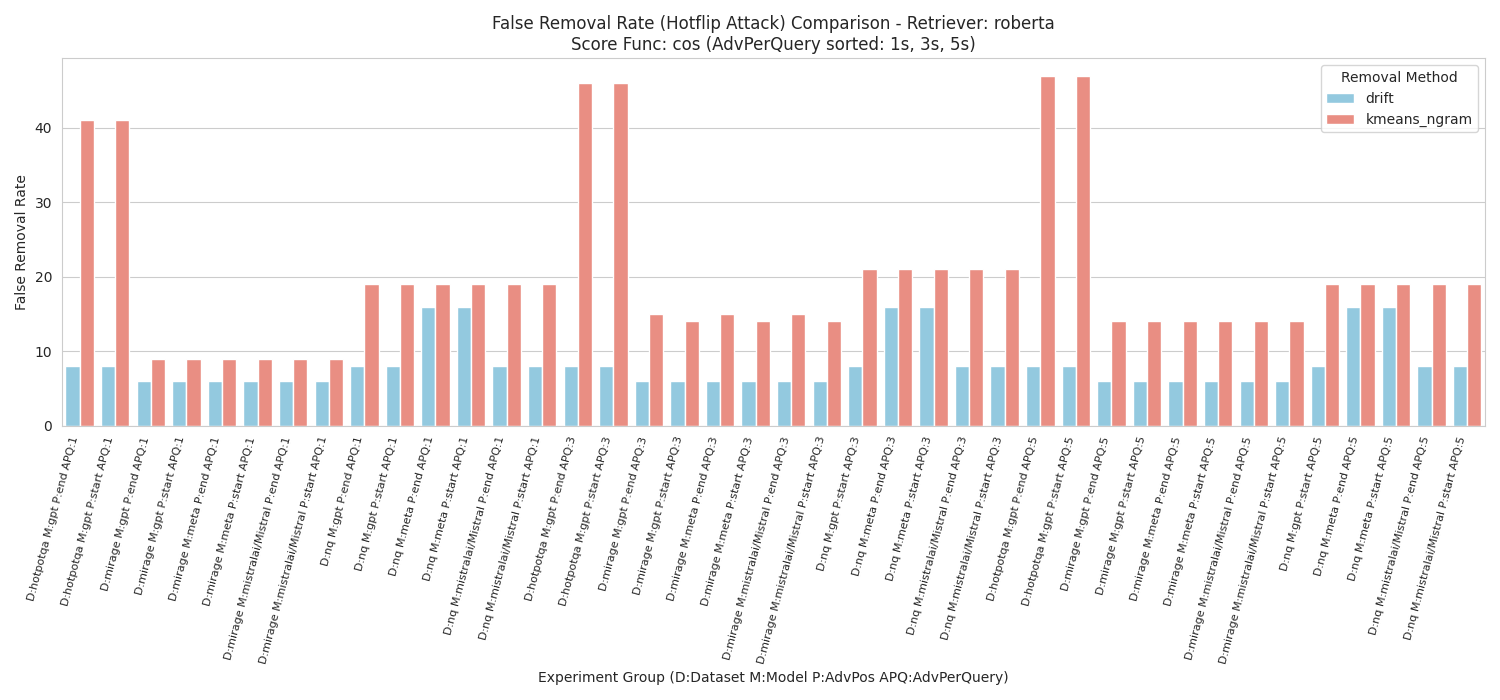 False Removal Rate (Hotflip Attack) Comparison - Retriever: roberta
Score Func: cos (AdvPerQuery sorted: 1s, 3s, 5s)
Removal Method
drift
kmeans_ngram
False Removal Rate
40
30
20
10
0
D:hotpotqa M:gpt P:end APQ:1
D:hotpotqa M:gpt P:start APQ:1
D:mirage M:gpt P:end APQ:1
D:mirage M:gpt P:start APQ:1
D:mirage M:meta P:end APQ:1
D:mirage M:meta P:start APQ:1
D:mirage M:mistralai/Mistral P:end APQ:1
D:mirage M:mistralai/Mistral P:start APQ:1
D:nq M:gpt P:end APQ:1
D:nq M:gpt P:start APQ:1
D:nq M:meta P:end APQ:1
D:nq M:meta P:start APQ:1
D:nq M:mistralai/Mistral P:end APQ:1
D:nq M:mistralai/Mistral P:start APQ:1
D:hotpotqa M:gpt P:end APQ:3
D:hotpotqa M:gpt P:start APQ:3
D:mirage M:gpt P:end APQ:3
D:mirage M:gpt P:start APQ:3
D:mirage M:meta P:end APQ:3
D:mirage M:meta P:start APQ:3
D:mirage M:mistralai/Mistral P:end APQ:3
D:mirage M:mistralai/Mistral P:start APQ:3
D:nq M:gpt P:start APQ:3
D:nq M:meta P:end APQ:3
D:nq M:meta P:start APQ:3
D:nq M:mistralai/Mistral P:end APQ:3
D:nq M:mistralai/Mistral P:start APQ:3
D:hotpotqa M:gpt P:end APQ:5
D:hotpotqa M:gpt P:start APQ:5
D:mirage M:gpt P:end APQ:5
D:mirage M:gpt P:start APQ:5
D:mirage M:meta P:end APQ:5
D:mirage M:meta P:start APQ:5
D:mirage M:mistralai/Mistral P:end APQ:5
D:mirage M:mistralai/Mistral P:start APQ:5
D:nq M:gpt P:start APQ:5
D:nq M:meta P:end APQ:5
D:nq M:meta P:start APQ:5
D:nq M:mistralai/Mistral P:end APQ:5
D:nq M:mistralai/Mistral P:start APQ:5
Experiment Group (D:Dataset M:Model P:AdvPos APQ:AdvPerQuery)